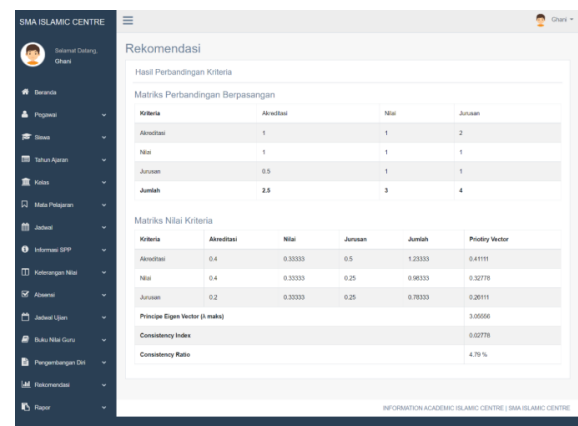 SMA ISLAMIC CENTRE
Ghani
Selamat Datang,
Ghani
Beranda
Pegawai
Siswa
Tahun Ajaran
Kelas
Mata Pelajaran
Jadwal
Informasi SPP
Keterangan Nilai
Absensi
Jadwal Ujian
Buku Nilai Guru
Pengembangan Diri
Rekomendasi
Rapor
Rekomendasi
Hasil Perbandingan Kriteria
Matriks Perbandingan Berpasangan
Kriteria Akreditasi Nilai Jurusan
Akreditasi 1 1 2
Nilai 1 1 1
Jurusan 0.5 1 1
Jumlah 2.5 3 4
Matriks Nilai Kriteria
Kriteria Akreditasi Nilai Jurusan Jumlah Priotiry Vector
Akreditasi 0.4 0.33333 0.5 1.23333 0.41111
Nilai 0.4 0.33333 0.25 0.98333 0.32778
Jurusan 0.2 0.33333 0.25 0.78333 0.26111
Principe Eigen Vector (λ maks) 3.05556
Consistency Index 0.02778
Consistency Ratio 4.79 %
INFORMATION ACADEMIC ISLAMIC CENTRE | SMA ISLAMIC CENTRE